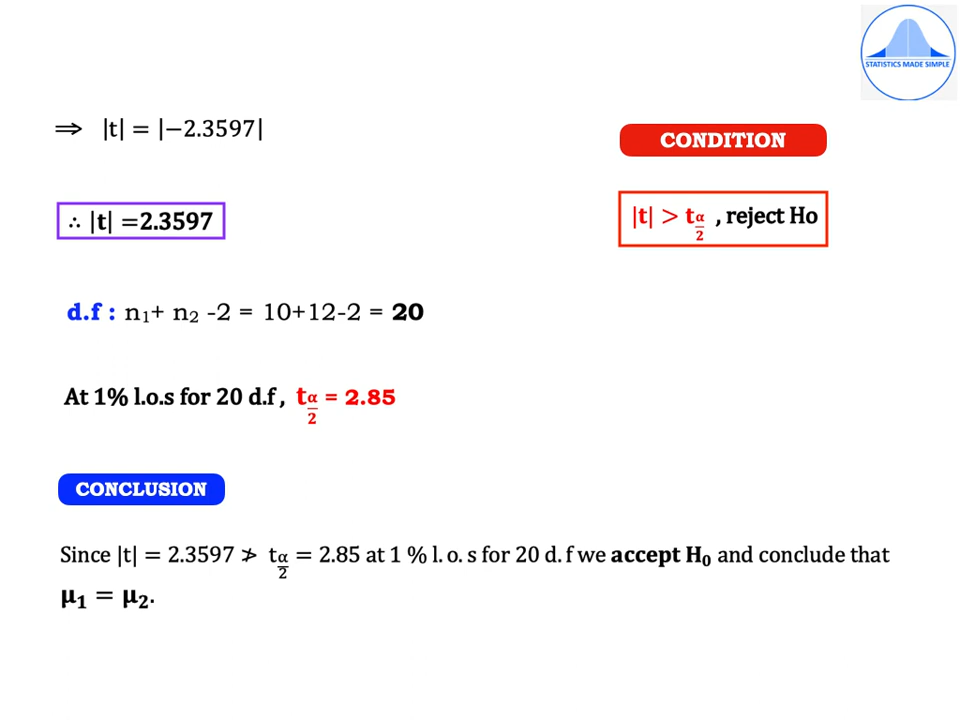 STATISTICS MADE SIMPLE
⇒ |t| = |−2.3597|
CONDITION
∴ |t| =2.3597
|t| > tα/2 , reject Ho
d.f : n₁+ n₂ -2 = 10+12-2 = 20
At 1% l.o.s for 20 d.f , tα/2 = 2.85
CONCLUSION
Since |t| = 2.3597 ≯ tα/2 = 2.85 at 1 % l. o. s for 20 d. f we accept H₀ and conclude that
μ₁ = μ₂.